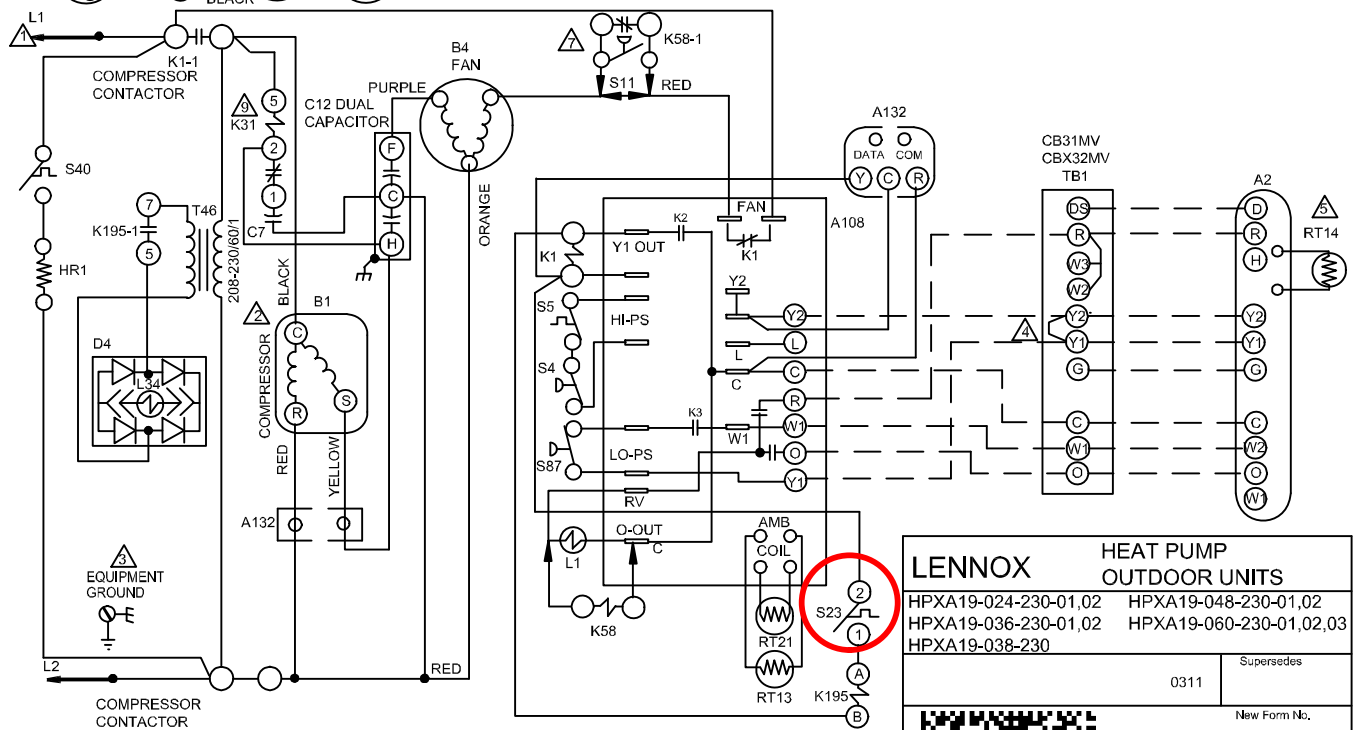 BLACK
L1
1
K1-1
COMPRESSOR
CONTACTOR
B4
FAN
7
K58-1
S11
RED
PURPLE
9
K31
5
2
1
C7
C12 DUAL
CAPACITOR
F
C
H
ORANGE
S40
HR1
7
K195-1
5
T46
208-230/60/1
BLACK
D4
L34
2
B1
COMPRESSOR
C
R
S
RED
YELLOW
A132
3
EQUIPMENT
GROUND
L2
COMPRESSOR
CONTACTOR
RED
A132
DATA
COM
Y
C
R
A108
FAN
K1
K2
Y1 OUT
K1
S5
HI-PS
S4
Y2
Y2
L
L
C
C
R
K3
W1
W1
S87
LO-PS
O
Y1
RV
O-OUT
C
L1
K58
AMB
COIL
RT21
RT13
2
S23
1
A
K195
B
CB31MV
CBX32MV
TB1
DS
R
W3
W2
4
Y2
Y1
G
C
W1
O
A2
D
R
H
Y2
Y1
G
C
W2
O
W1
5
RT14
LENNOX
HEAT PUMP
OUTDOOR UNITS
HPXA19-024-230-01,02
HPXA19-048-230-01,02
HPXA19-036-230-01,02
HPXA19-060-230-01,02,03
HPXA19-038-230
0311
Supersedes
New Form No.